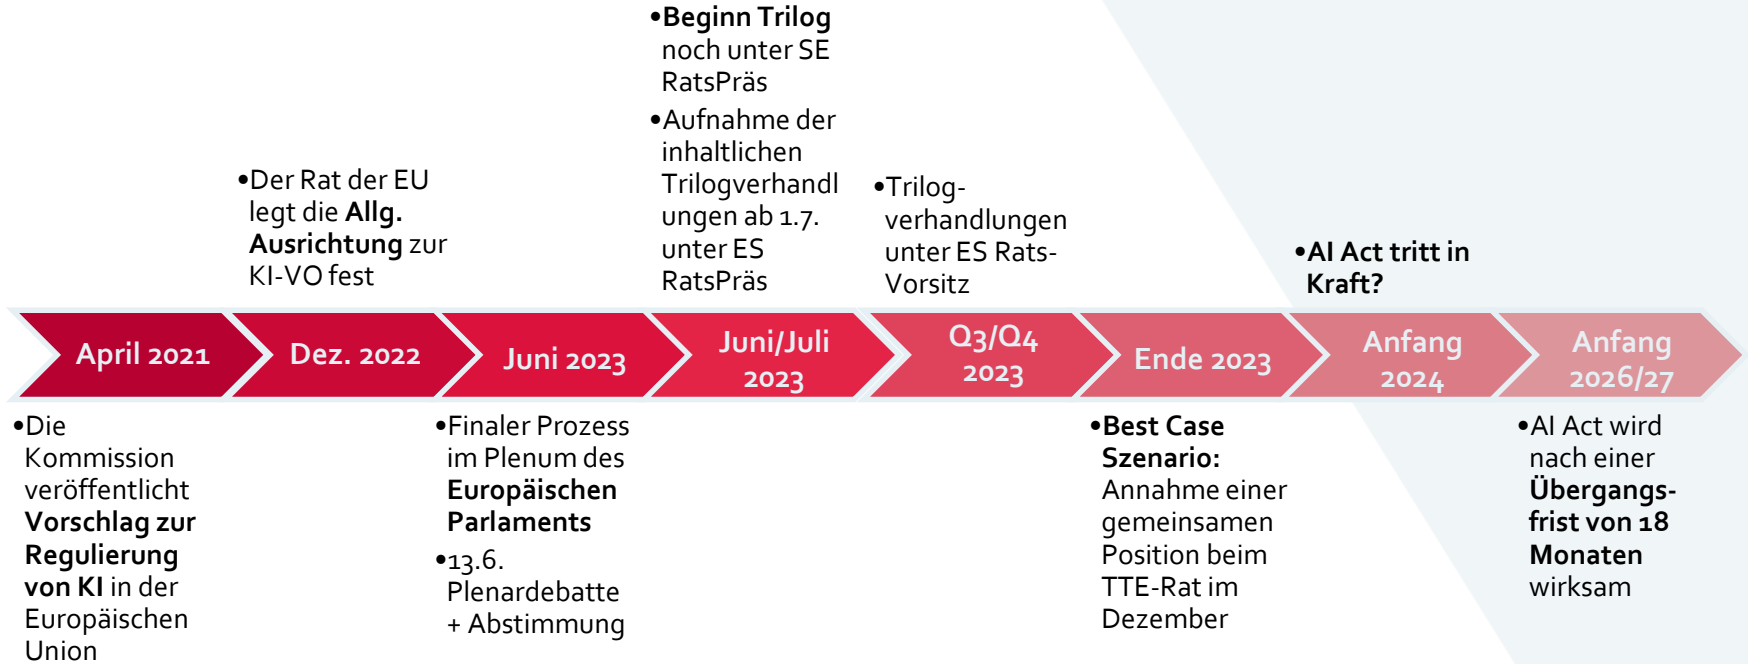 •Beginn Trilog
noch unter SE
RatsPräs
•Aufnahme der
inhaltlichen
Trilogverhandl
ungen ab 1.7.
unter ES
RatsPräs
•Der Rat der EU
legt die Allg.
Ausrichtung zur
KI-VO fest
•Trilog-
verhandlungen
unter ES Rats-
Vorsitz
•AI Act tritt in
Kraft?
April 2021
Dez. 2022
Juni 2023
Juni/Juli
2023
Q3/Q4
2023
Ende 2023
Anfang
2024
Anfang
2026/27
•Die
Kommission
veröffentlicht
Vorschlag zur
Regulierung
von KI in der
Europäischen
Union
•Finaler Prozess
im Plenum des
Europäischen
Parlaments
•13.6.
Plenardebatte
+ Abstimmung
•Best Case
Szenario:
Annahme einer
gemeinsamen
Position beim
TTE-Rat im
Dezember
•AI Act wird
nach einer
Übergangs-
frist von 18
Monaten
wirksam